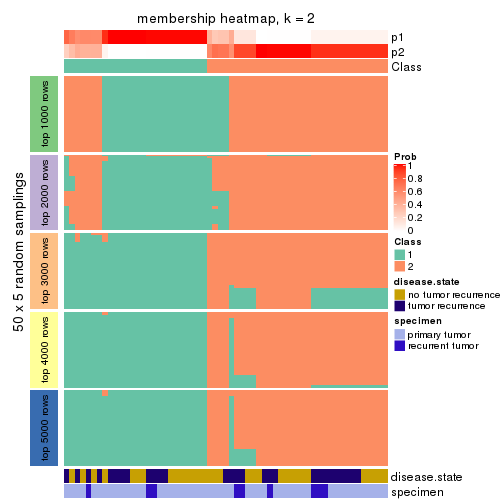 membership heatmap, k = 2
p1
p2
Class
50 x 5 random samplings
top 1000 rows
top 2000 rows
top 3000 rows
top 4000 rows
top 5000 rows
Prob
1
0.8
0.6
0.4
0.2
0
Class
1
2
disease.state
no tumor recurrence
tumor recurrence
specimen
primary tumor
recurrent tumor
disease.state
specimen